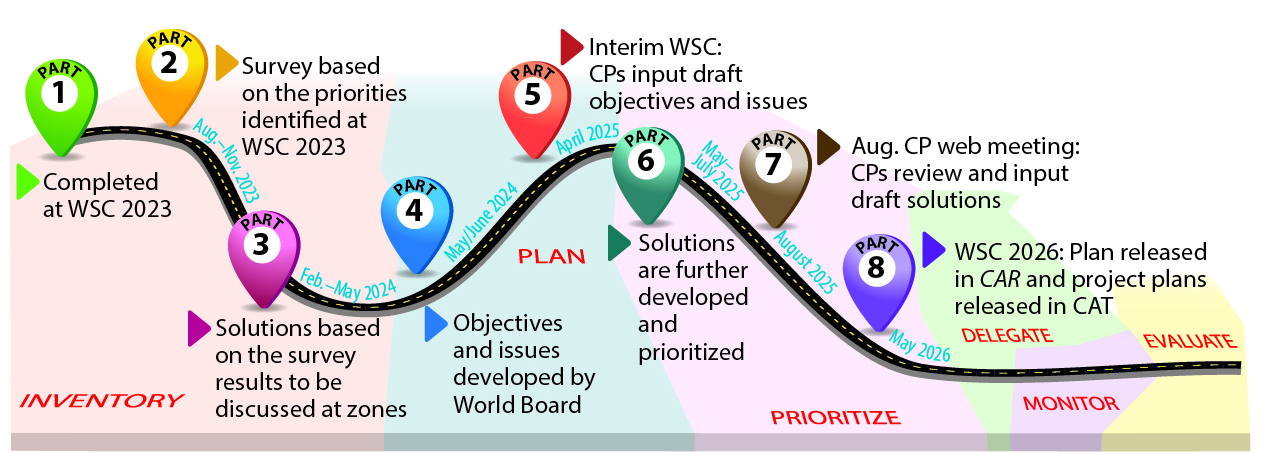 PART
1
Completed
at WSC 2023
PART
2
Survey based
on the priorities
identified at
WSC 2023
Aug.–Nov. 2023
PART
3
Solutions based
on the survey
results to be
discussed at zones
Feb.–May 2024
INVENTORY
PART
4
Objectives
and issues
developed by
World Board
May/June 2024
PLAN
PART
5
Interim WSC:
CPs input draft
objectives and issues
April 2025
PART
6
Solutions
are further
developed
and
prioritized
May–
July 2025
PART
7
Aug. CP web meeting:
CPs review and input
draft solutions
August 2025
PRIORITIZE
PART
8
WSC 2026: Plan released
in CAR and project plans
released in CAT
May 2026
DELEGATE
MONITOR
EVALUATE